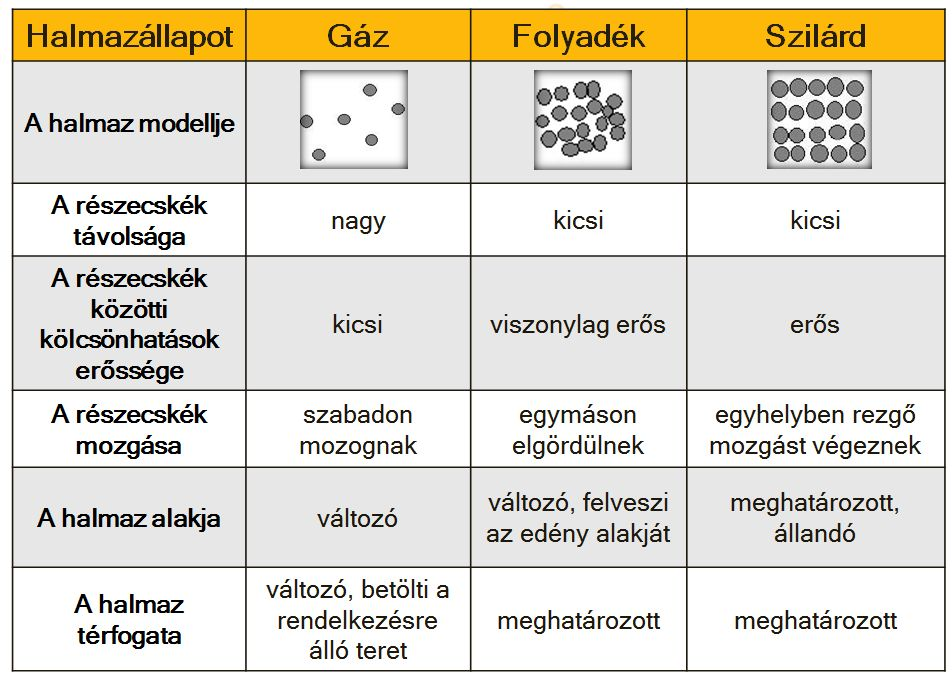 Halmazállapot Gáz Folyadék Szilárd
A halmaz modellje
A részecskék
távolsága
nagy
kicsi
kicsi
A részecskék
közötti
kölcsönhatások
erőssége
kicsi
viszonylag erős
erős
A részecskék
mozgása
szabadon
mozognak
egymáson
elgördülnek
egyhelyben rezgő
mozgást végeznek
A halmaz alakja
változó
változó, felveszi
az edény alakját
meghatározott,
állandó
A halmaz
térfogata
változó, betölti a
rendelkezésre
álló teret
meghatározott
meghatározott